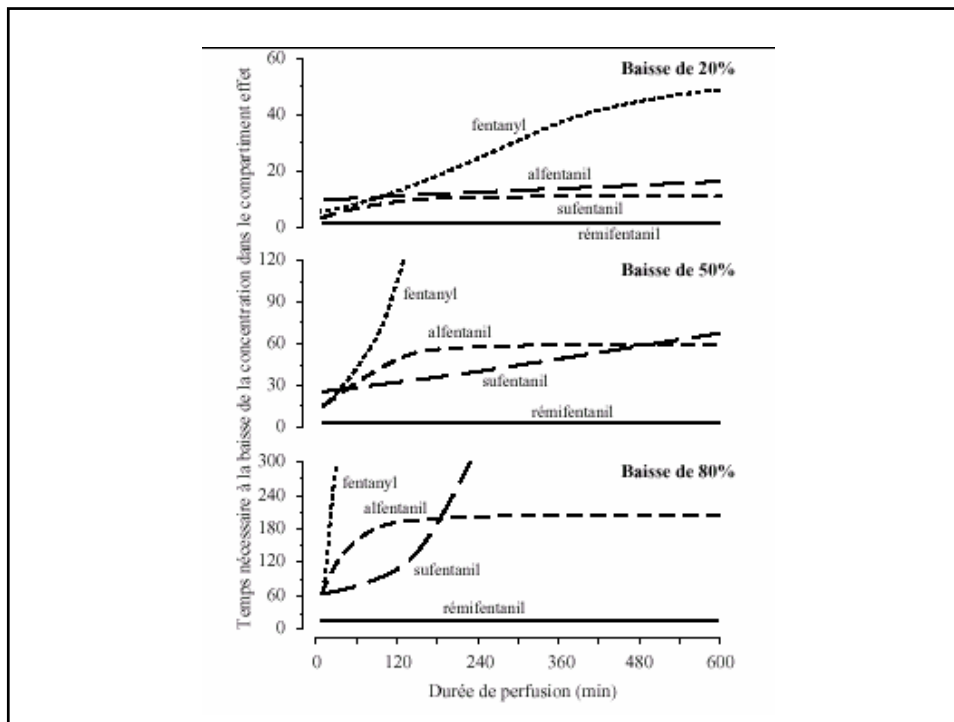 Temps nécessaire à la baisse de la concentration dans le compartiment effet
Baisse de 20%
60
40
20
0
fentanyl
alfentanil
sufentanil
rémifentanil
Baisse de 50%
120
90
60
30
0
fentanyl
alfentanil
sufentanil
rémifentanil
Baisse de 80%
300
240
180
120
60
0
fentanyl
alfentanil
sufentanil
rémifentanil
0 120 240 360 480 600
Durée de perfusion (min)